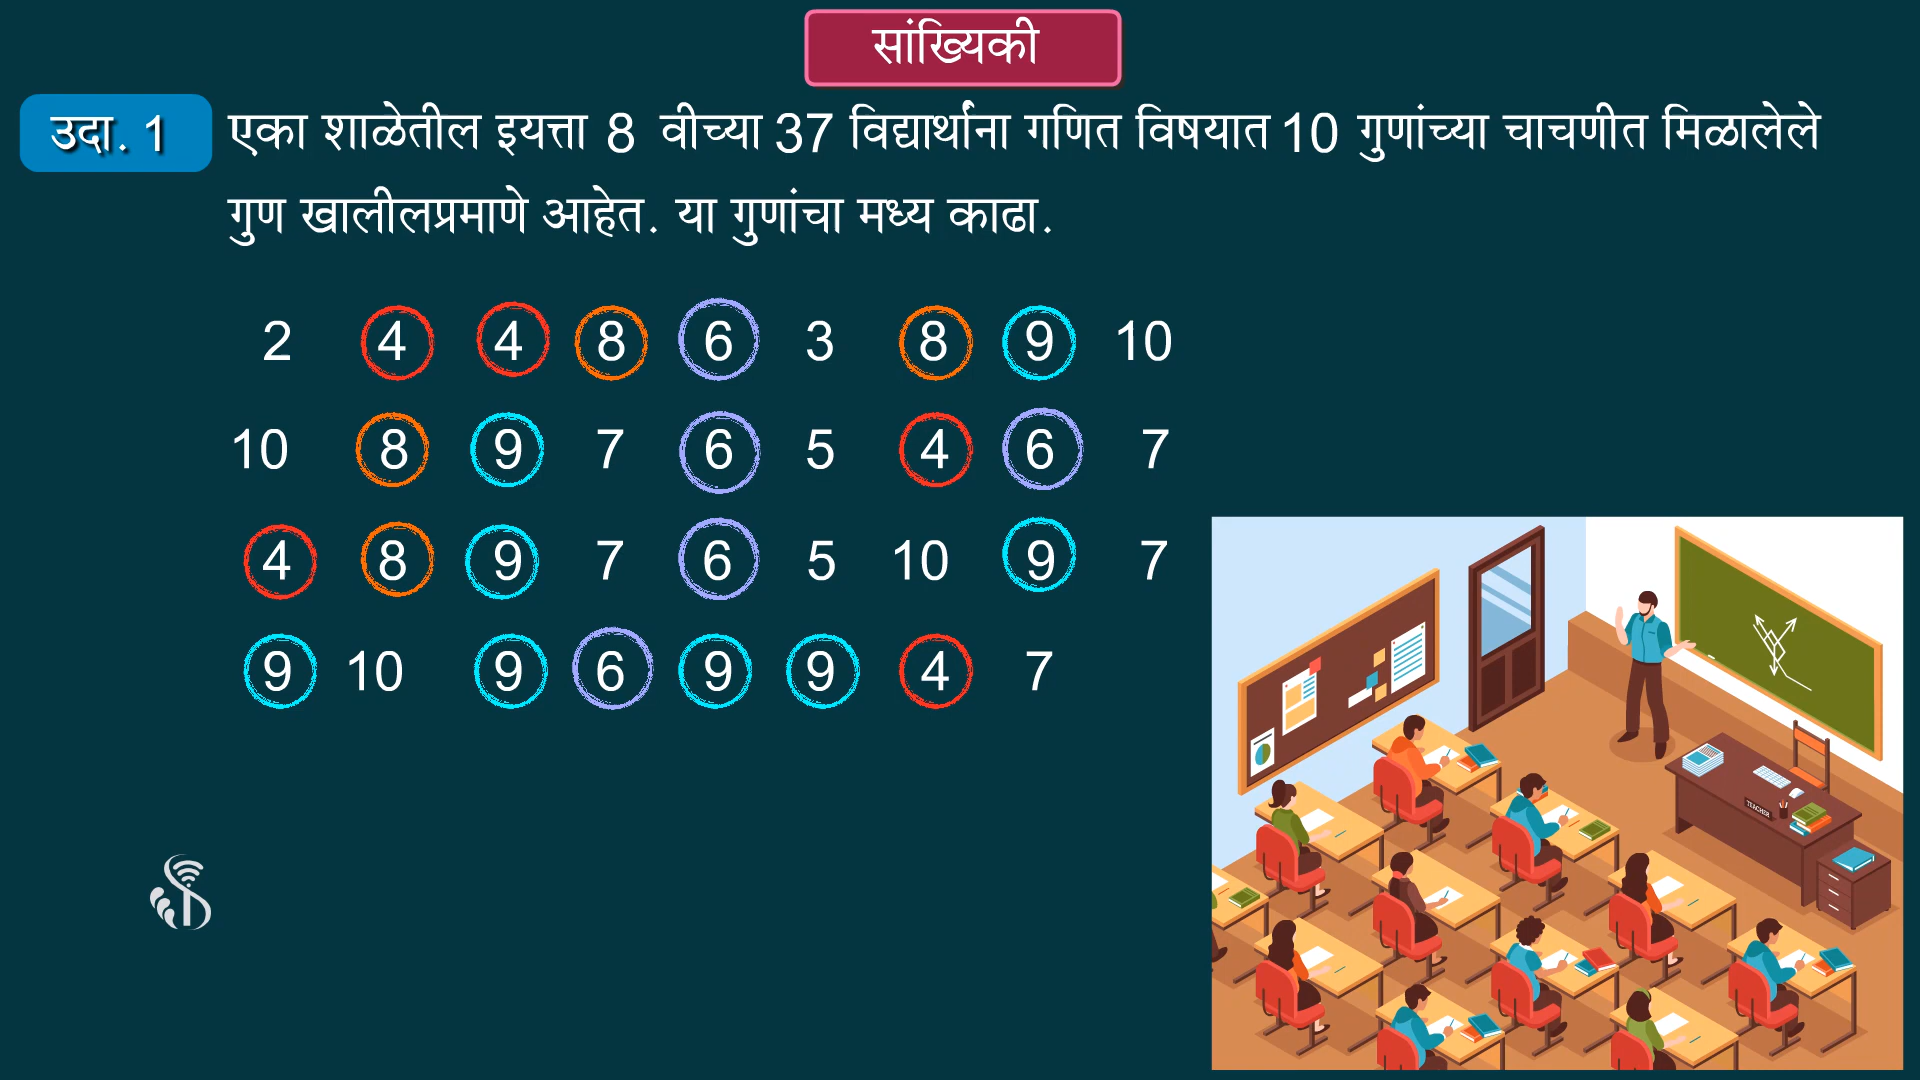 सांख्यिकी
उदा. 1 एका शाळेतील इयत्ता 8 वीच्या 37 विद्यार्थांना गणित विषयात 10 गुणांच्या चाचणीत मिळालेले
गुण खालीलप्रमाणे आहेत. या गुणांचा मध्य काढा.
2 4 4 8 6 3 8 9 10
10 8 9 7 6 5 4 6 7
4 8 9 7 6 5 10 9 7
9 10 9 6 9 9 4 7
TEACHER